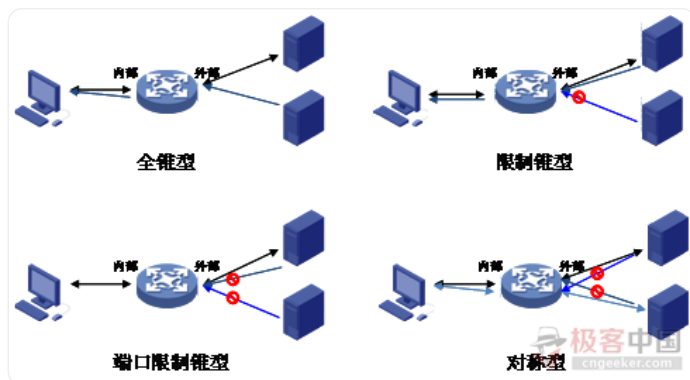 内部 外部
全锥型
内部 外部
限制锥型
内部 外部
端口限制锥型
内部 外部
对称型
极客中国
cngeeker.com